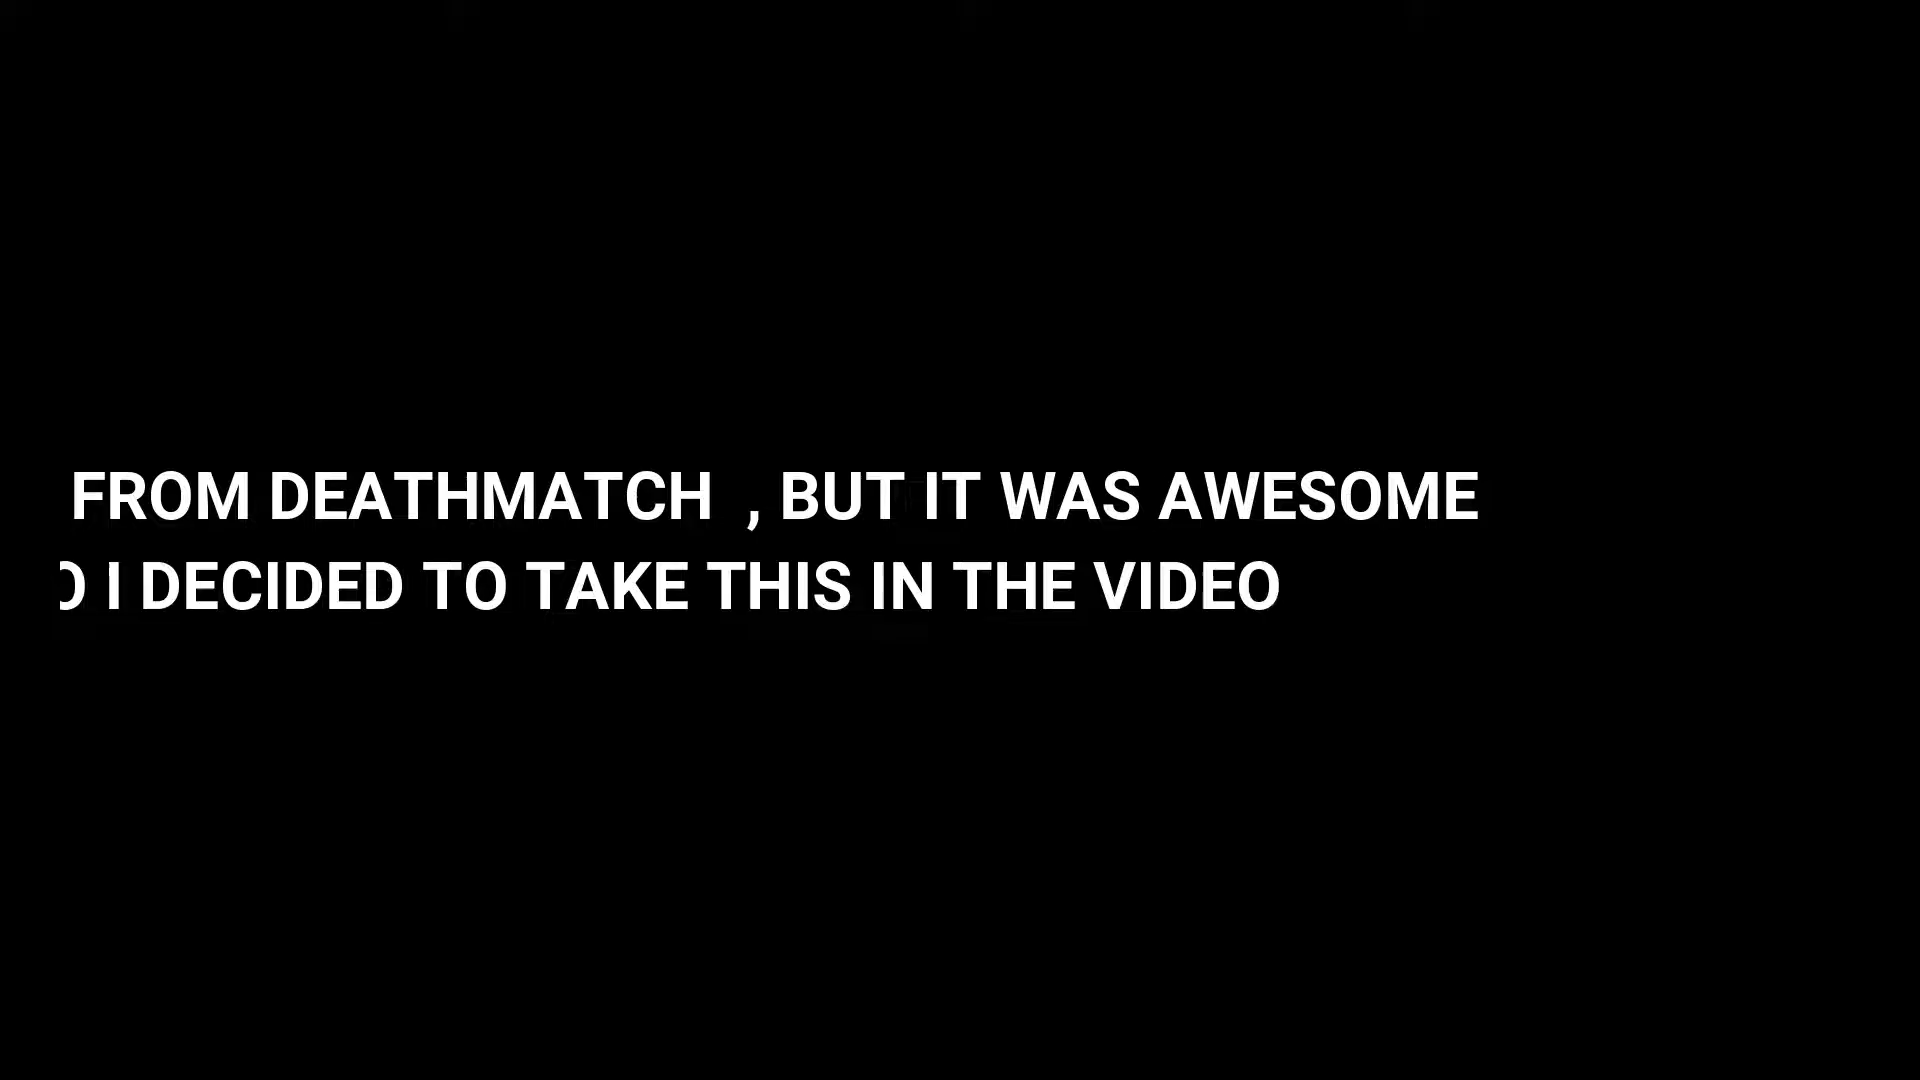 FROM DEATHMATCH , BUT IT WAS AWESOME
I DECIDED TO TAKE THIS IN THE VIDEO